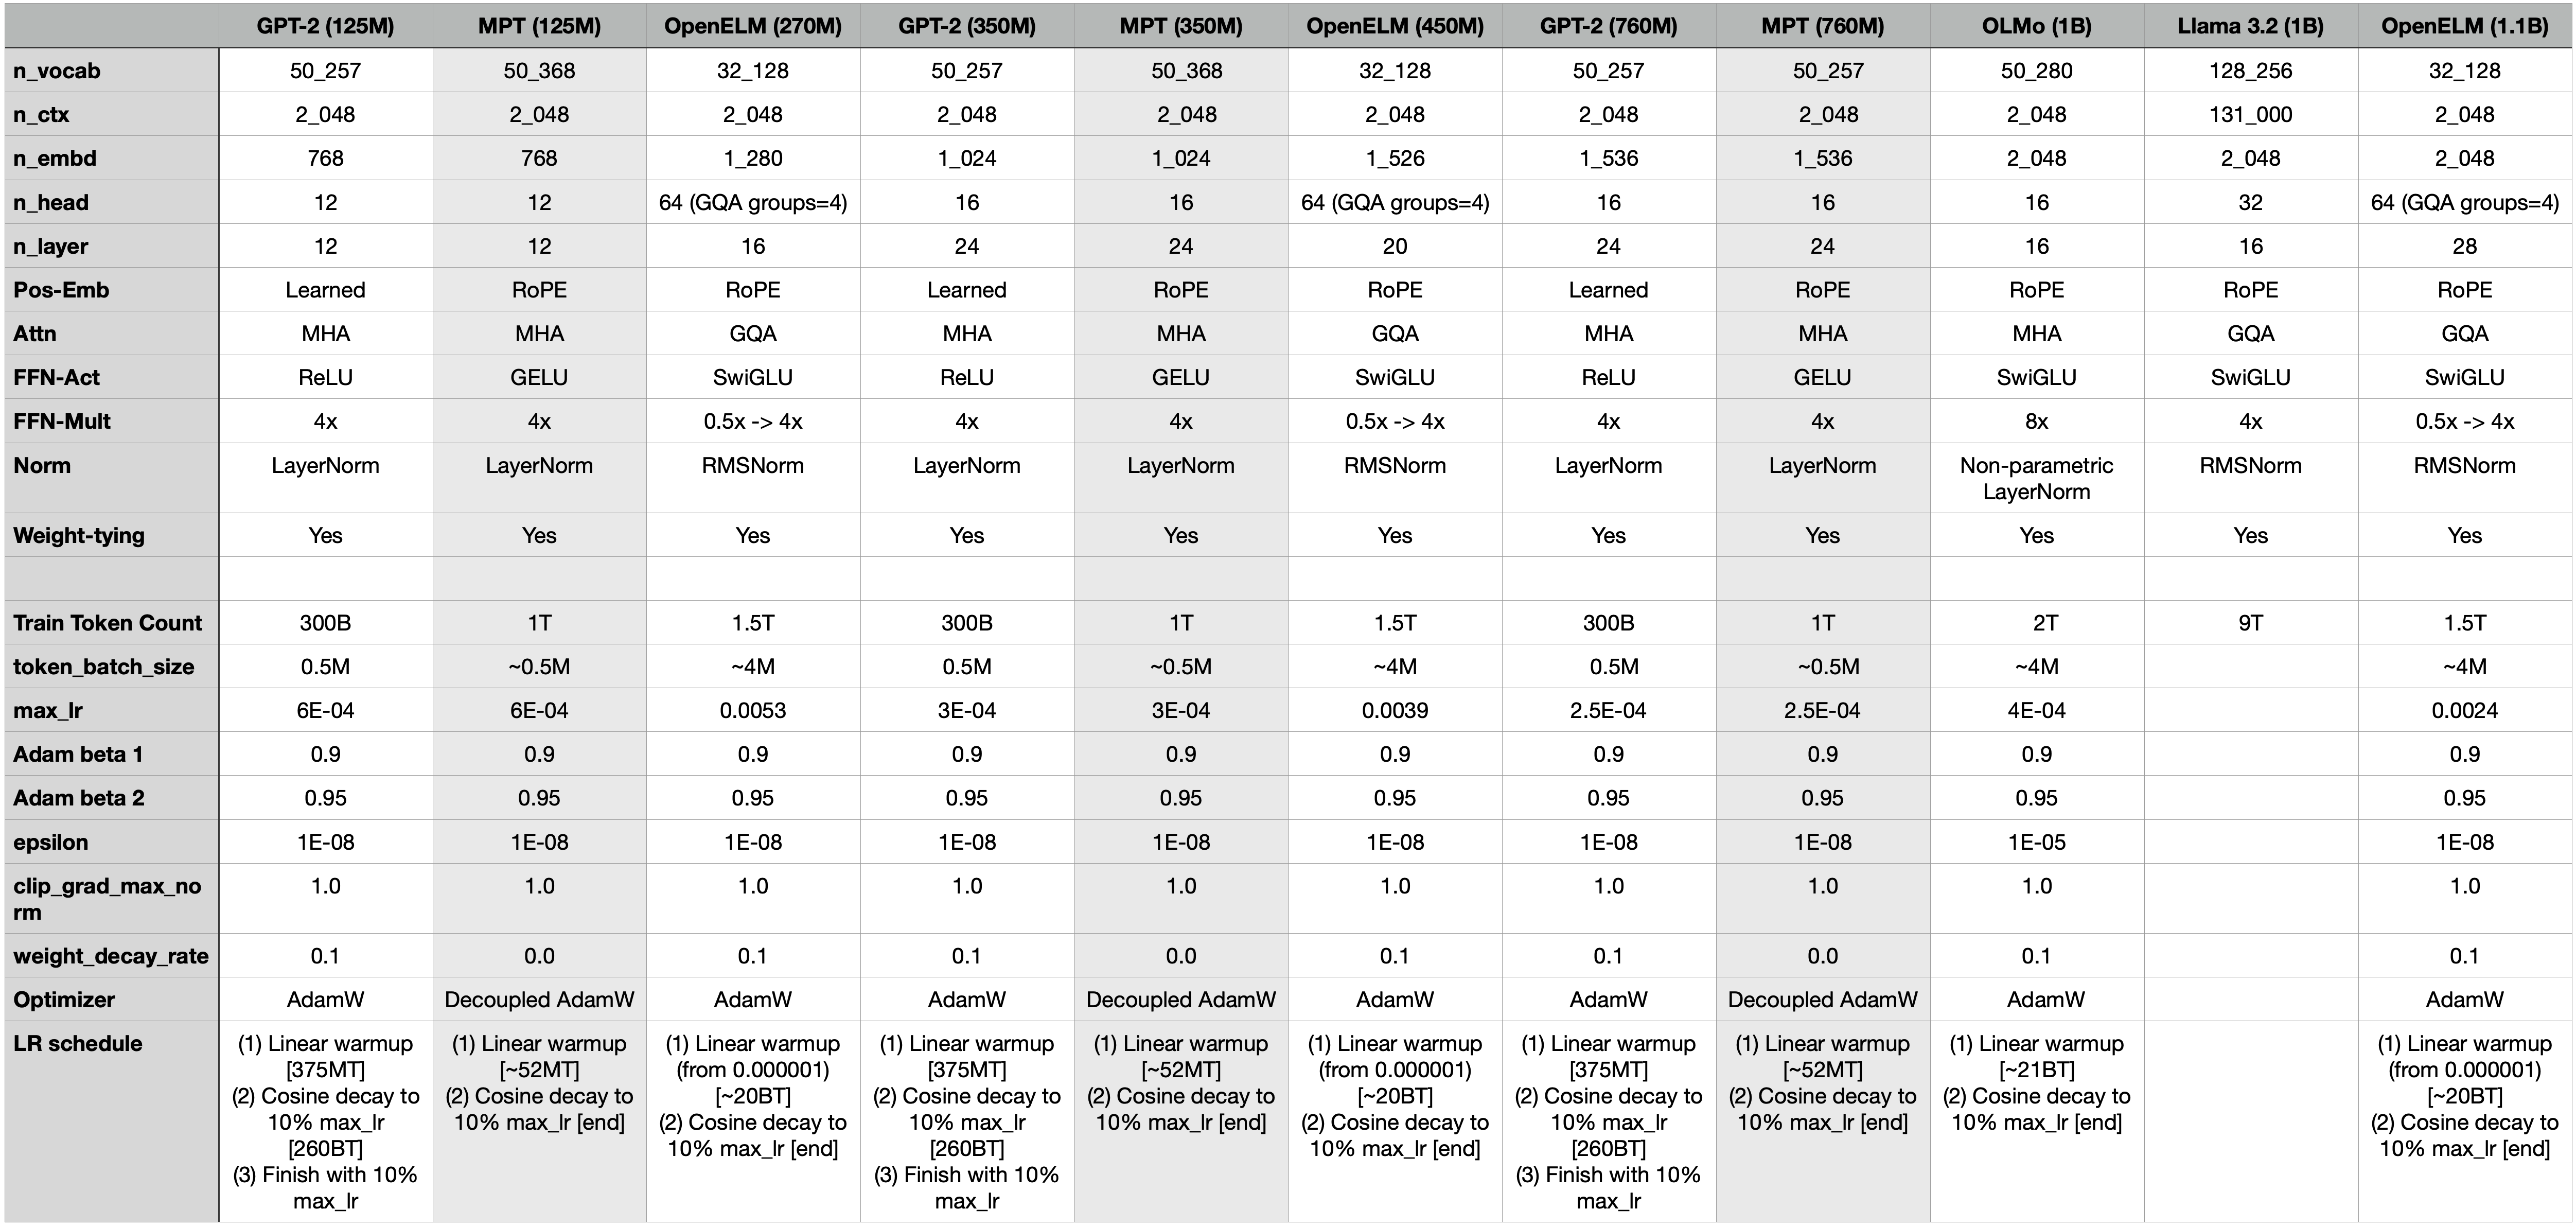 GPT-2 (125M) MPT (125M) OpenELM (270M) GPT-2 (350M) MPT (350M) OpenELM (450M) GPT-2 (760M) MPT (760M) OLMo (1B) Llama 3.2 (1B) OpenELM (1.1B)
n_vocab 50_257 50_368 32_128 50_257 50_368 32_128 50_257 50_257 50_280 128_256 32_128
n_ctx 2_048 2_048 2_048 2_048 2_048 2_048 2_048 2_048 2_048 131_000 2_048
n_embd 768 768 1_280 1_024 1_024 1_526 1_536 1_536 2_048 2_048 2_048
n_head 12 12 64 (GQA groups=4) 16 16 64 (GQA groups=4) 16 16 16 32 64 (GQA groups=4)
n_layer 12 12 16 24 24 20 24 24 16 16 28
Pos-Emb Learned RoPE RoPE Learned RoPE RoPE Learned RoPE RoPE RoPE RoPE
Attn MHA MHA GQA MHA MHA GQA MHA MHA MHA GQA GQA
FFN-Act ReLU GELU SwiGLU ReLU GELU SwiGLU ReLU GELU SwiGLU SwiGLU SwiGLU
FFN-Mult 4x 4x 0.5x -> 4x 4x 4x 0.5x -> 4x 4x 4x 8x 4x 0.5x -> 4x
Norm LayerNorm LayerNorm RMSNorm LayerNorm LayerNorm RMSNorm LayerNorm LayerNorm Non-parametric RMSNorm RMSNorm
LayerNorm
Weight-tying Yes Yes Yes Yes Yes Yes Yes Yes Yes Yes Yes
Train Token Count 300B 1T 1.5T 300B 1T 1.5T 300B 1T 2T 9T 1.5T
token_batch_size 0.5M ~0.5M ~4M 0.5M ~0.5M ~4M 0.5M ~0.5M ~4M ~4M
max_lr 6E-04 6E-04 0.0053 3E-04 3E-04 0.0039 2.5E-04 2.5E-04 4E-04 0.0024
Adam beta 1 0.9 0.9 0.9 0.9 0.9 0.9 0.9 0.9 0.9 0.9
Adam beta 2 0.95 0.95 0.95 0.95 0.95 0.95 0.95 0.95 0.95 0.95
epsilon 1E-08 1E-08 1E-08 1E-08 1E-08 1E-08 1E-08 1E-08 1E-05 1E-08
clip_grad_max_no 1.0 1.0 1.0 1.0 1.0 1.0 1.0 1.0 1.0 1.0
rm
weight_decay_rate 0.1 0.0 0.1 0.1 0.0 0.1 0.1 0.0 0.1 0.1
Optimizer AdamW Decoupled AdamW AdamW AdamW Decoupled AdamW AdamW AdamW Decoupled AdamW AdamW AdamW
LR schedule
(1) Linear warmup
[375MT]
(2) Cosine decay to
10% max_lr
[260BT]
(3) Finish with 10%
max_lr
(1) Linear warmup
[~52MT]
(2) Cosine decay to
10% max_lr [end]
(1) Linear warmup
(from 0.000001)
[~20BT]
(2) Cosine decay to
10% max_lr [end]
(1) Linear warmup
[375MT]
(2) Cosine decay to
10% max_lr
[260BT]
(3) Finish with 10%
max_lr
(1) Linear warmup
[~52MT]
(2) Cosine decay to
10% max_lr [end]
(1) Linear warmup
(from 0.000001)
[~20BT]
(2) Cosine decay to
10% max_lr [end]
(1) Linear warmup
[375MT]
(2) Cosine decay to
10% max_lr
[260BT]
(3) Finish with 10%
max_lr
(1) Linear warmup
[~52MT]
(2) Cosine decay to
10% max_lr [end]
(1) Linear warmup
[~21BT]
(2) Cosine decay to
10% max_lr [end]
(1) Linear warmup
(from 0.000001)
[~20BT]
(2) Cosine decay to
10% max_lr [end]